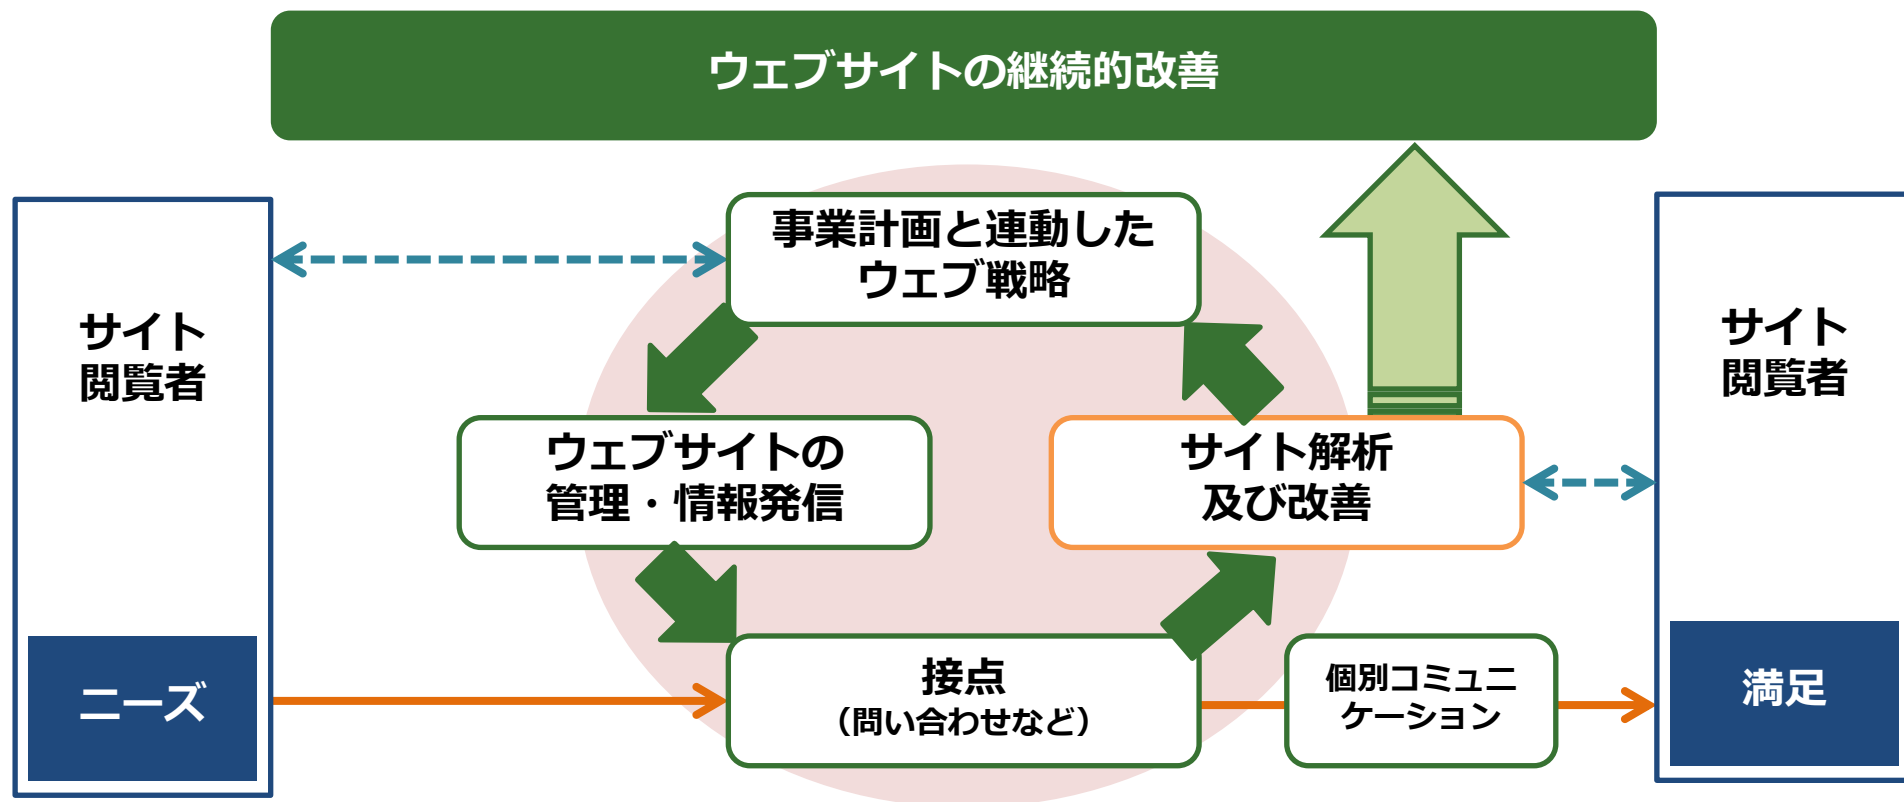 ウェブサイトの継続的改善
事業計画と連動した
ウェブ戦略
サイト
閲覧者
サイト
閲覧者
ウェブサイトの
管理・情報発信
サイト解析
及び改善
ニーズ
接点
（問い合わせなど）
個別コミュニ
ケーション
満足